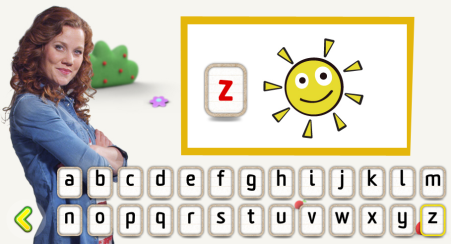 z
a b c d e f g h i j k l m
n o p q r s t u v w x y z